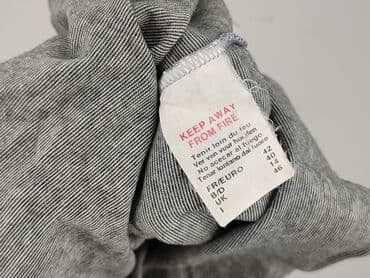 KEEP AWAY
FROM FIRE
Tenir loin du feu
Ver van vuur houden
No acercar al fuego
Tener lontano dal fuoco
FR/EURO 42
B/D 40
UK 14
I 46